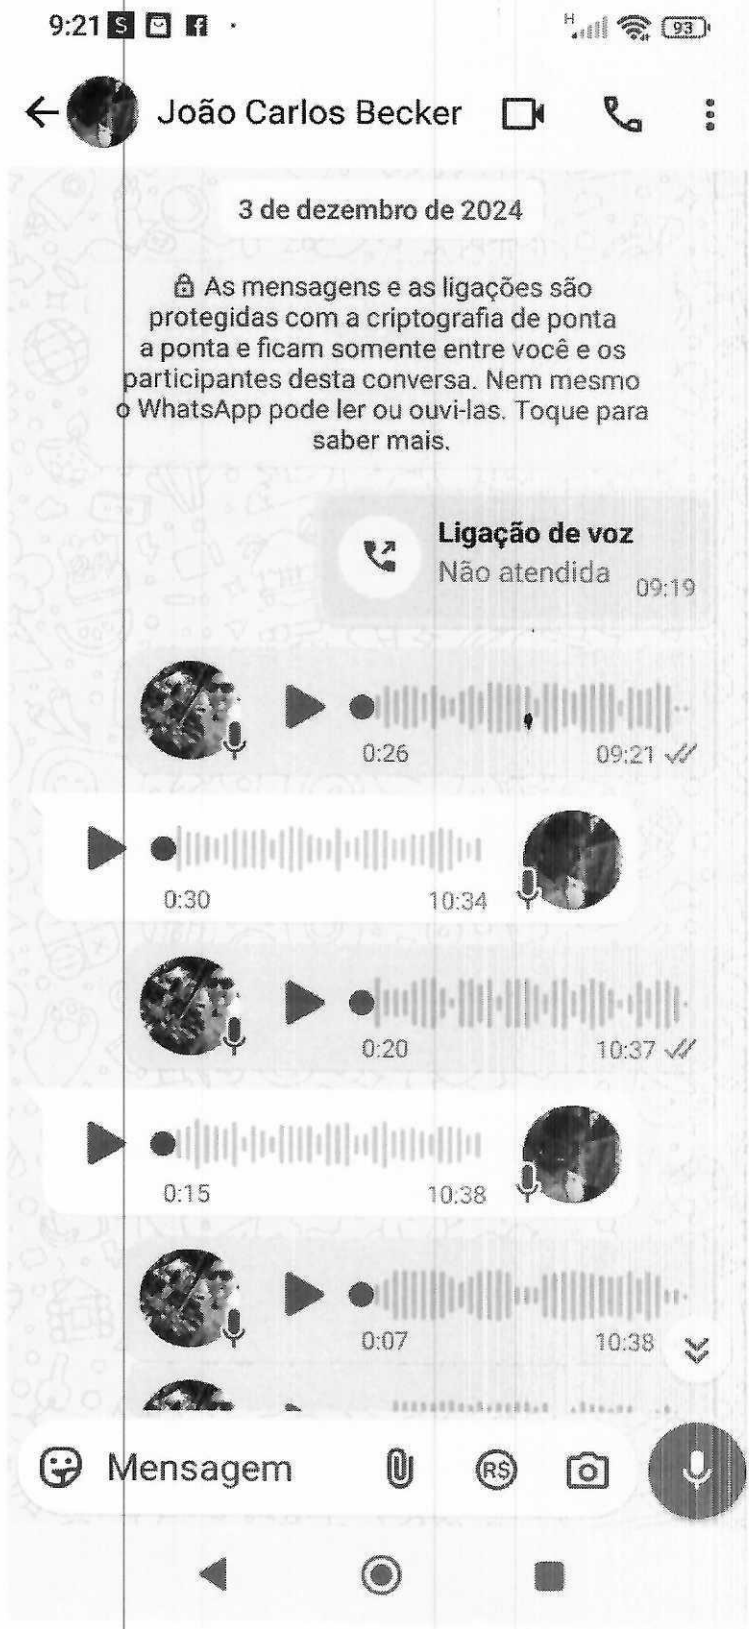 9:21 S
H 93
João Carlos Becker
3 de dezembro de 2024
As mensagens e as ligações são
protegidas com a criptografia de ponta
a ponta e ficam somente entre você e os
participantes desta conversa. Nem mesmo
o WhatsApp pode ler ou ouvi-las. Toque para
saber mais.
Ligação de voz
Não atendida 09:19
0:26 09:21
0:30 10:34
0:20 10:37
0:15 10:38
0:07 10:38
Mensagem R$